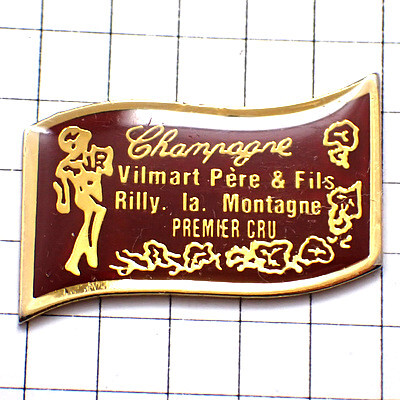 Champagne
Vilmart Père & Fils
Rilly. la. Montagne
PREMIER CRU